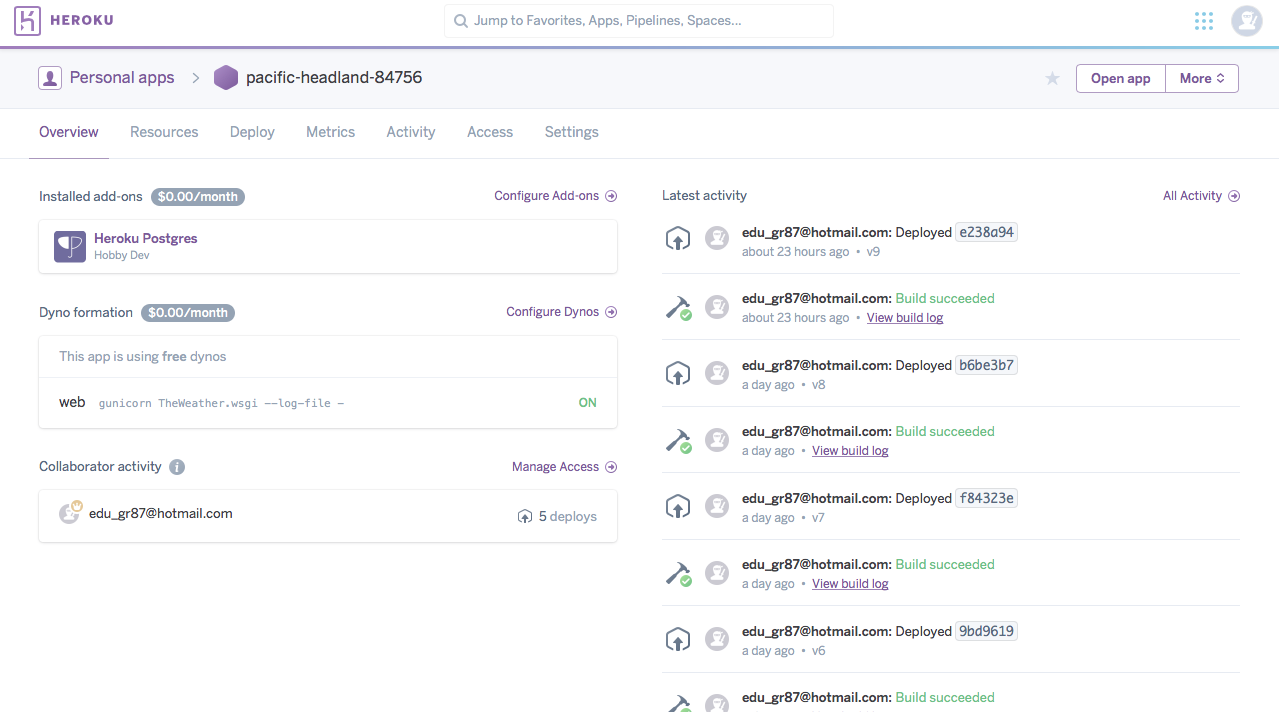 HEROKU
Jump to Favorites, Apps, Pipelines, Spaces...
Personal apps
pacific-headland-84756
Open app
More
Overview
Resources
Deploy
Metrics
Activity
Access
Settings
Installed add-ons $0.00/month
Configure Add-ons
Heroku Postgres
Hobby Dev
Dyno formation $0.00/month
Configure Dynos
This app is using free dynos
web gunicorn TheWeather.wsgi --log-file -
ON
Collaborator activity i
Manage Access
edu_gr87@hotmail.com
5 deploys
Latest activity
All Activity
edu_gr87@hotmail.com: Deployed e238a94
about 23 hours ago • v9
edu_gr87@hotmail.com: Build succeeded
about 23 hours ago • View build log
edu_gr87@hotmail.com: Deployed b6be3b7
a day ago • v8
edu_gr87@hotmail.com: Build succeeded
a day ago • View build log
edu_gr87@hotmail.com: Deployed f84323e
a day ago • v7
edu_gr87@hotmail.com: Build succeeded
a day ago • View build log
edu_gr87@hotmail.com: Deployed 9bd9619
a day ago • v6
edu_gr87@hotmail.com: Build succeeded